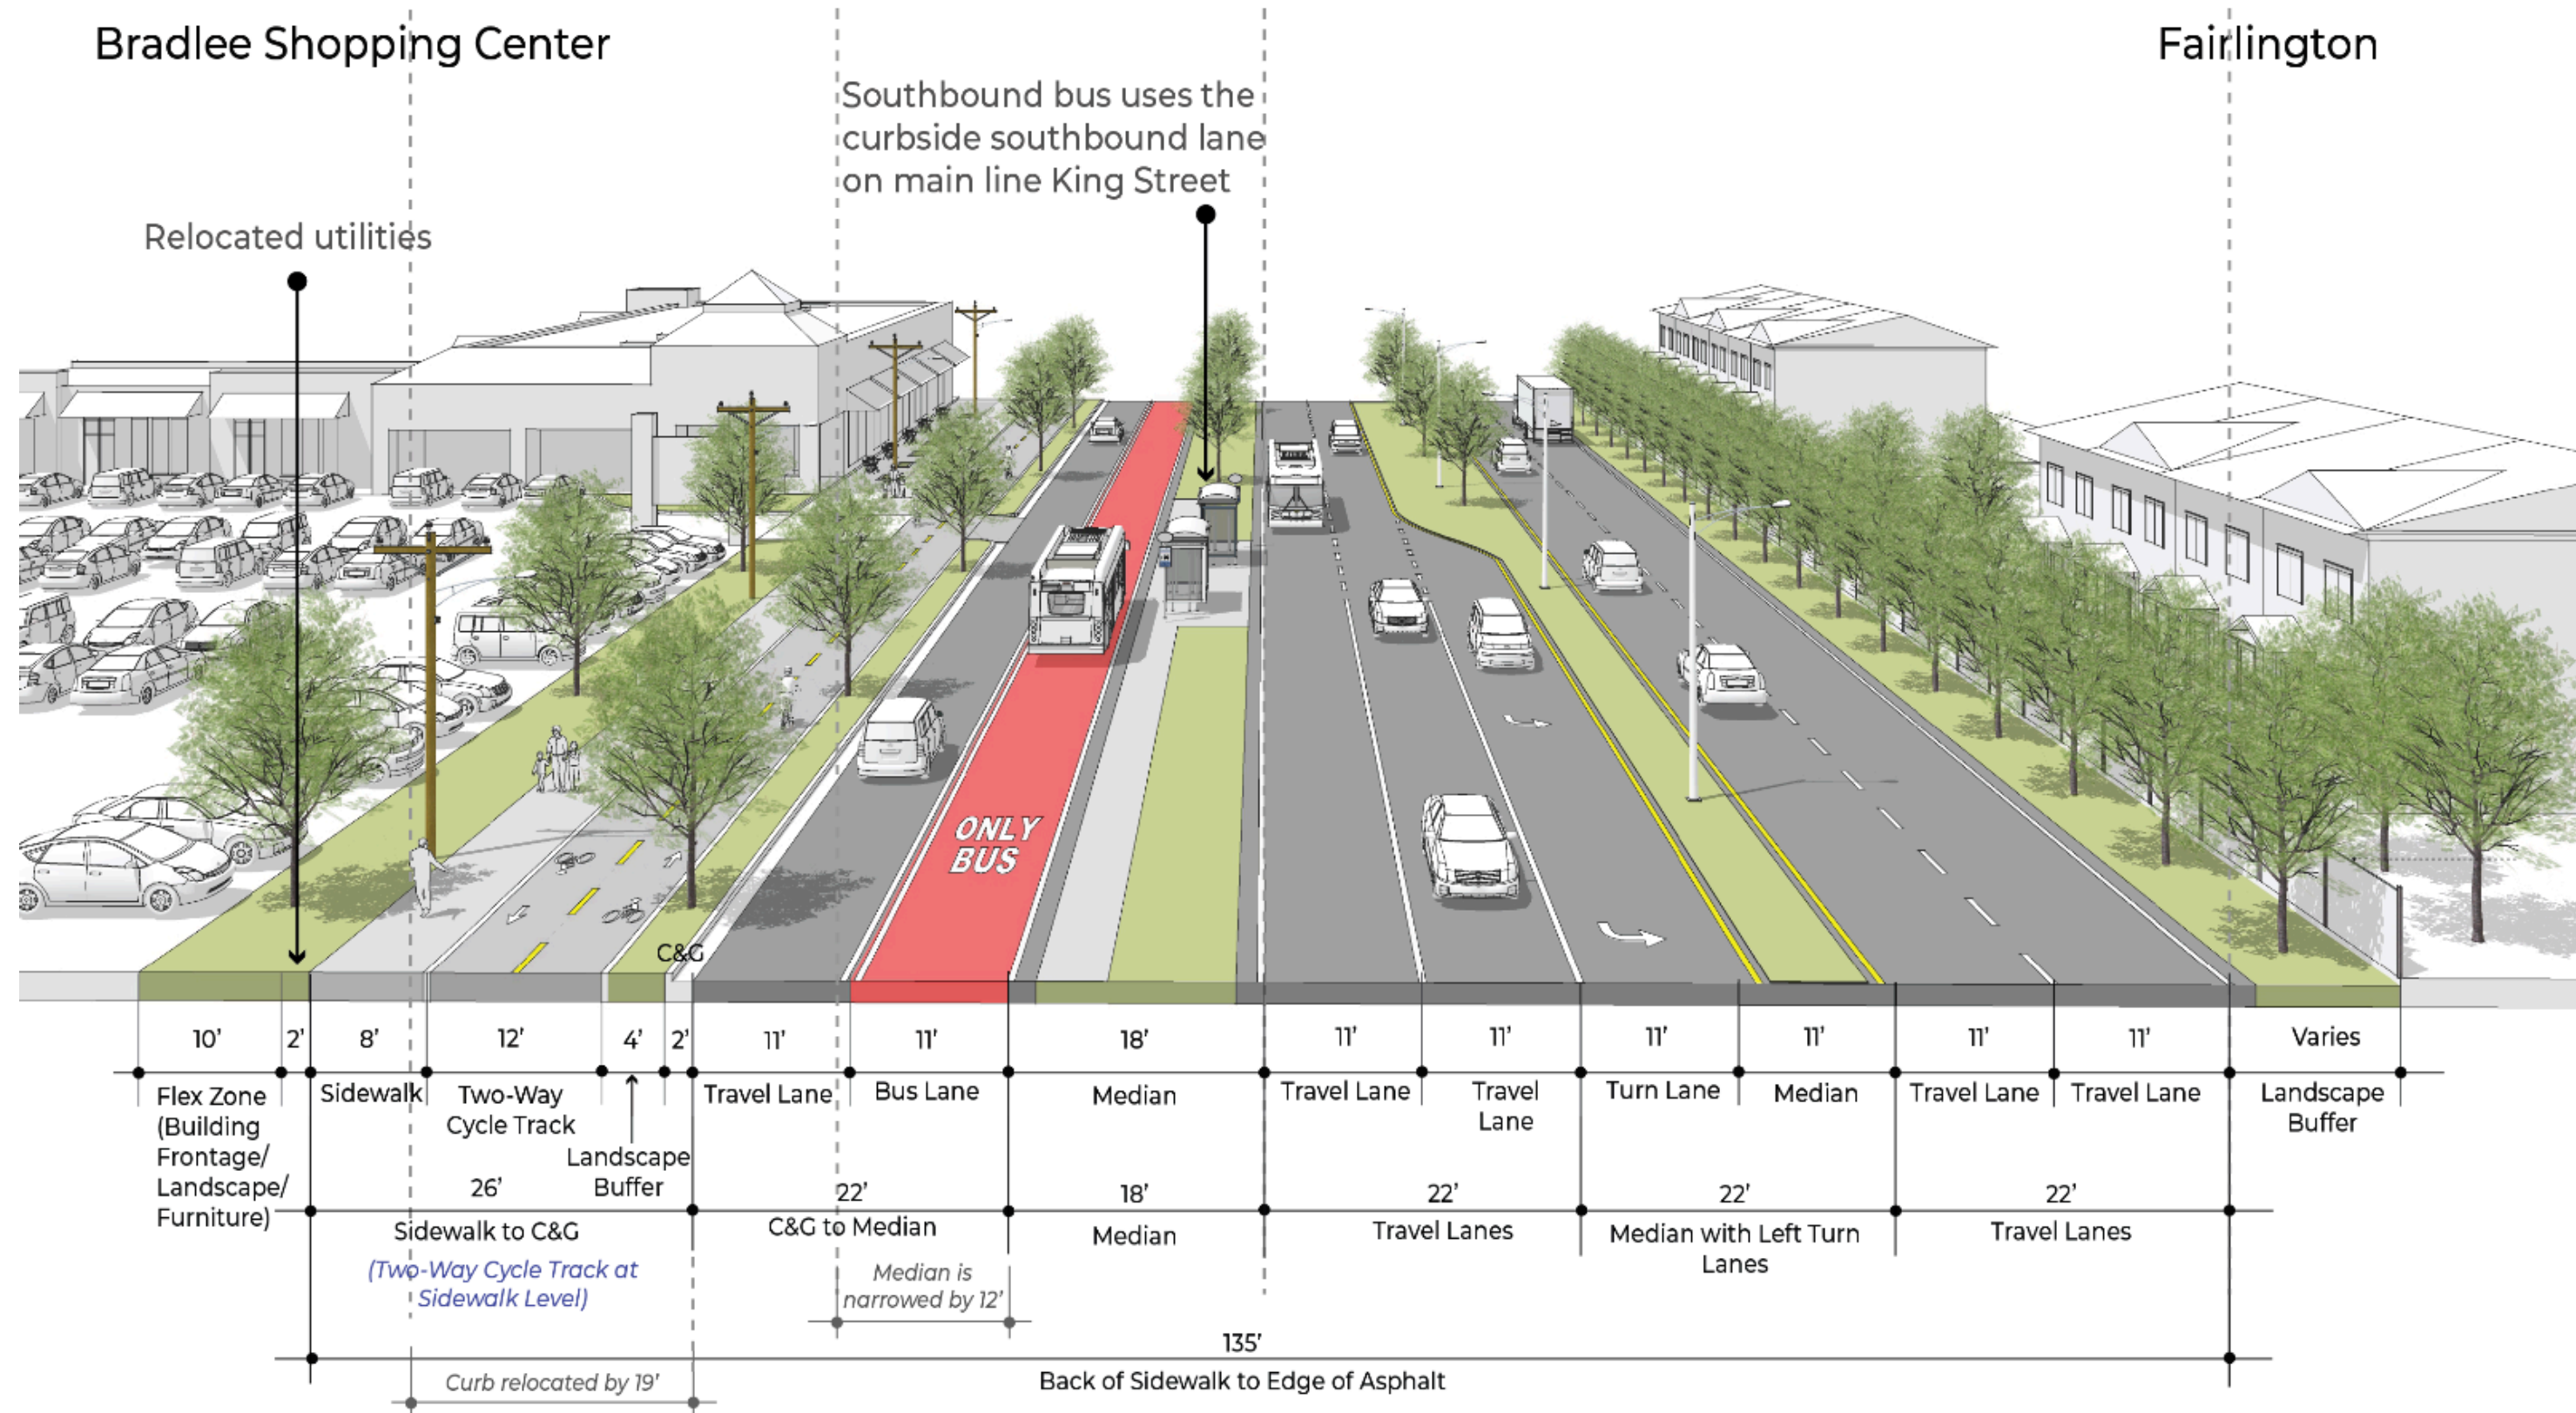 Bradlee Shopping Center
Fairlington
Southbound bus uses the
curbside southbound lane
on main line King Street
Relocated utilities
ONLY
BUS
C&G
10’
2’
8’
12’
4’
2’
11’
11’
18’
11’
11’
11’
11’
11’
11’
Varies
Flex Zone
(Building
Frontage/
Landscape/
Furniture)
Sidewalk
Two-Way
Cycle Track
Landscape
Buffer
Travel Lane
Bus Lane
Median
Travel Lane
Travel
Lane
Turn Lane
Median
Travel Lane
Travel Lane
Landscape
Buffer
26’
Sidewalk to C&G
(Two-Way Cycle Track at
Sidewalk Level)
22’
C&G to Median
18’
Median
22’
Travel Lanes
22’
Median with Left Turn
Lanes
22’
Travel Lanes
Median is
narrowed by 12’
135’
Back of Sidewalk to Edge of Asphalt
Curb relocated by 19’